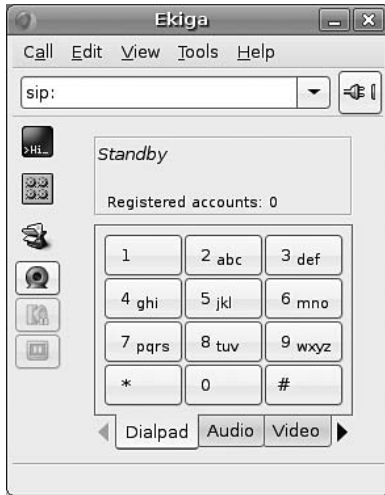 Ekiga
Call Edit View Tools Help
sip:
>Hi_
Standby
Registered accounts: 0
1 2 abc 3 def
4 ghi 5 jkl 6 mno
7 pqrs 8 tuv 9 wxyz
* 0 #
Dialpad Audio Video